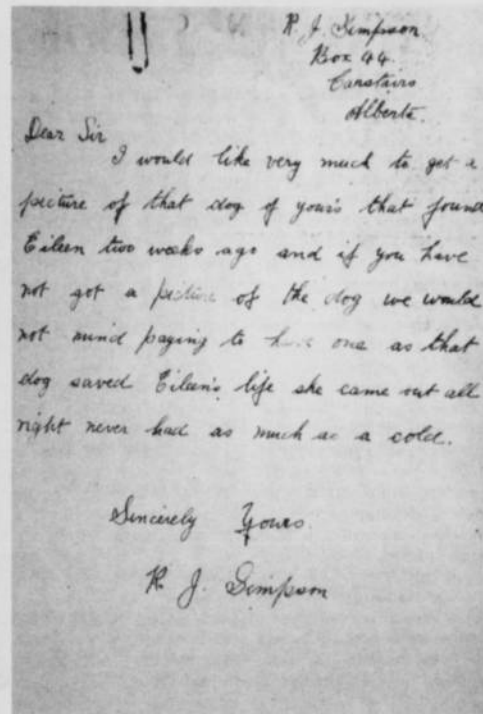 R. J. Simpson
Box 44
Carstairs
Alberta.
Dear Sir
I would like very much to get a
picture of that dog of your's that found
Eileen two weeks ago and if you have
not got a picture of the dog we would
not mind paying to have one as that
dog saved Eileen's life she came out all
right never had as much as a cold.
Sincerely Yours
R. J. Simpson